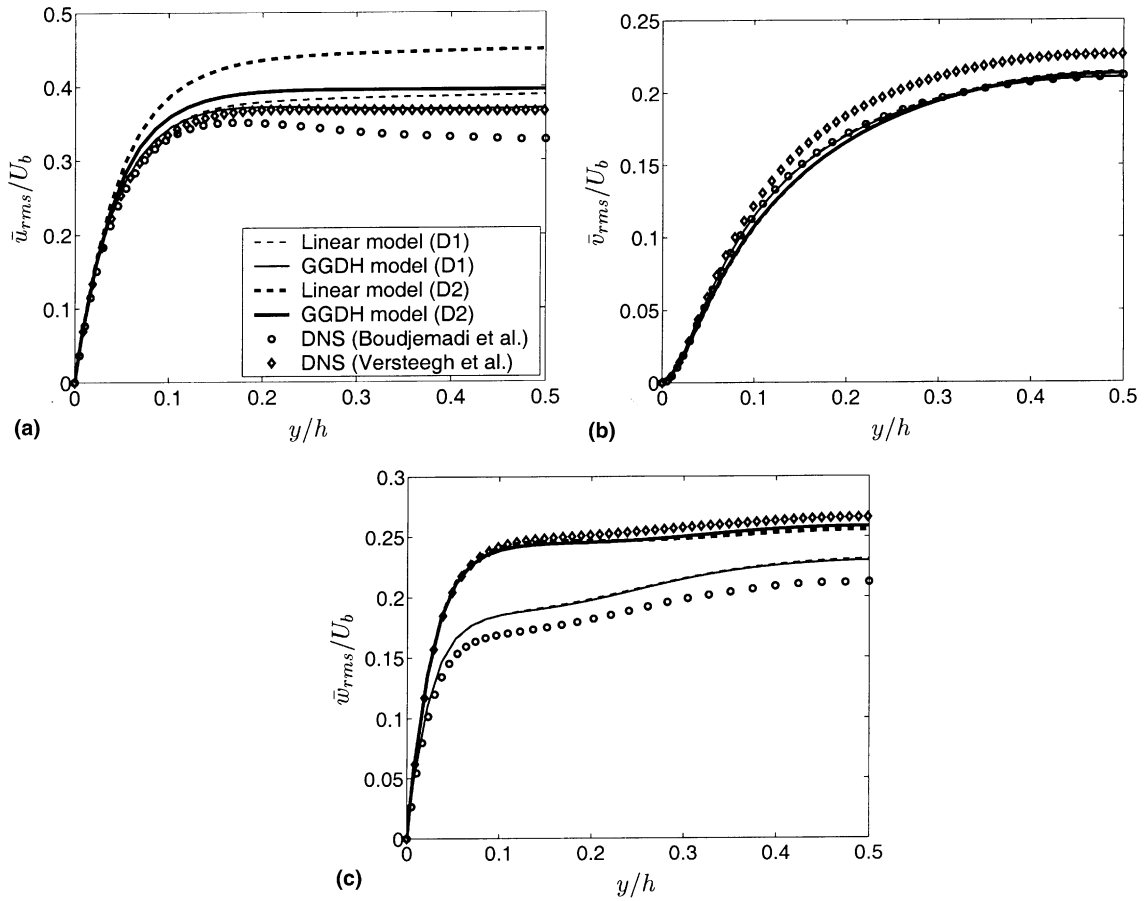 0.5
0.4
0.3
0.2
0.1
0
0 0.1 0.2 0.3 0.4 0.5
ū_rms/U_b
y/h
Linear model (D1)
GGDH model (D1)
Linear model (D2)
GGDH model (D2)
DNS (Boudjemadi et al.)
DNS (Versteegh et al.)
(a)
0.25
0.2
0.15
0.1
0.05
0
0 0.1 0.2 0.3 0.4 0.5
v̄_rms/U_b
y/h
(b)
0.3
0.25
0.2
0.15
0.1
0.05
0
0 0.1 0.2 0.3 0.4 0.5
w̄_rms/U_b
y/h
(c)